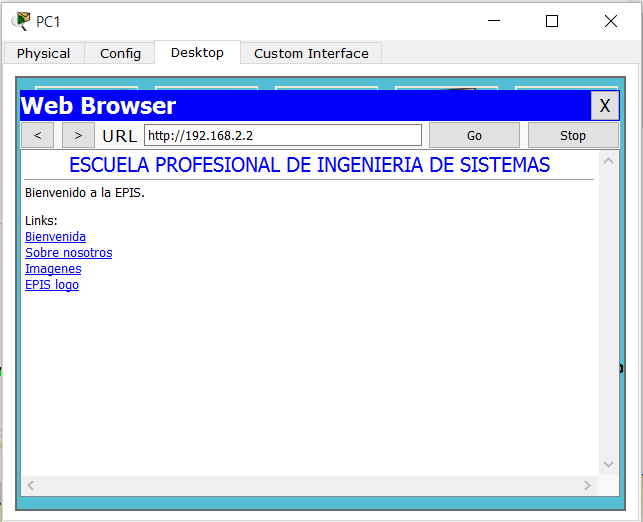 PC1
Physical Config Desktop Custom Interface
Web Browser X
< > URL http://192.168.2.2 Go Stop
ESCUELA PROFESIONAL DE INGENIERIA DE SISTEMAS
Bienvenido a la EPIS.
Links:
Bienvenida
Sobre nosotros
Imagenes
EPIS logo